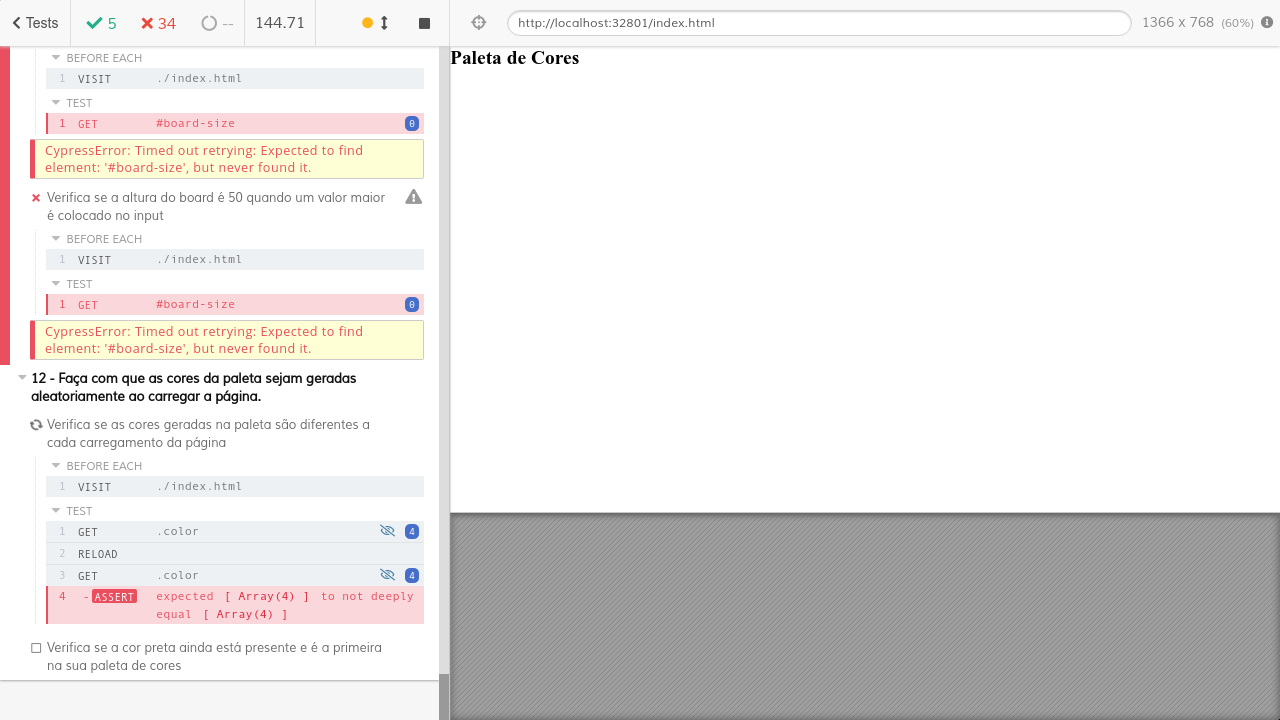 Tests
5
34
--
144.71
http://localhost:32801/index.html
1366 x 768 (60%)
BEFORE EACH
1 VISIT ./index.html
TEST
1 GET #board-size 0
CypressError: Timed out retrying: Expected to find
element: '#board-size', but never found it.
Verifica se a altura do board é 50 quando um valor maior
é colocado no input
BEFORE EACH
1 VISIT ./index.html
TEST
1 GET #board-size 0
CypressError: Timed out retrying: Expected to find
element: '#board-size', but never found it.
12 - Faça com que as cores da paleta sejam geradas
aleatoriamente ao carregar a página.
Verifica se as cores geradas na paleta são diferentes a
cada carregamento da página
BEFORE EACH
1 VISIT ./index.html
TEST
1 GET .color 4
2 RELOAD
3 GET .color 4
4 -ASSERT expected [ Array(4) ] to not deeply
equal [ Array(4) ]
Verifica se a cor preta ainda está presente e é a primeira
na sua paleta de cores
Paleta de Cores